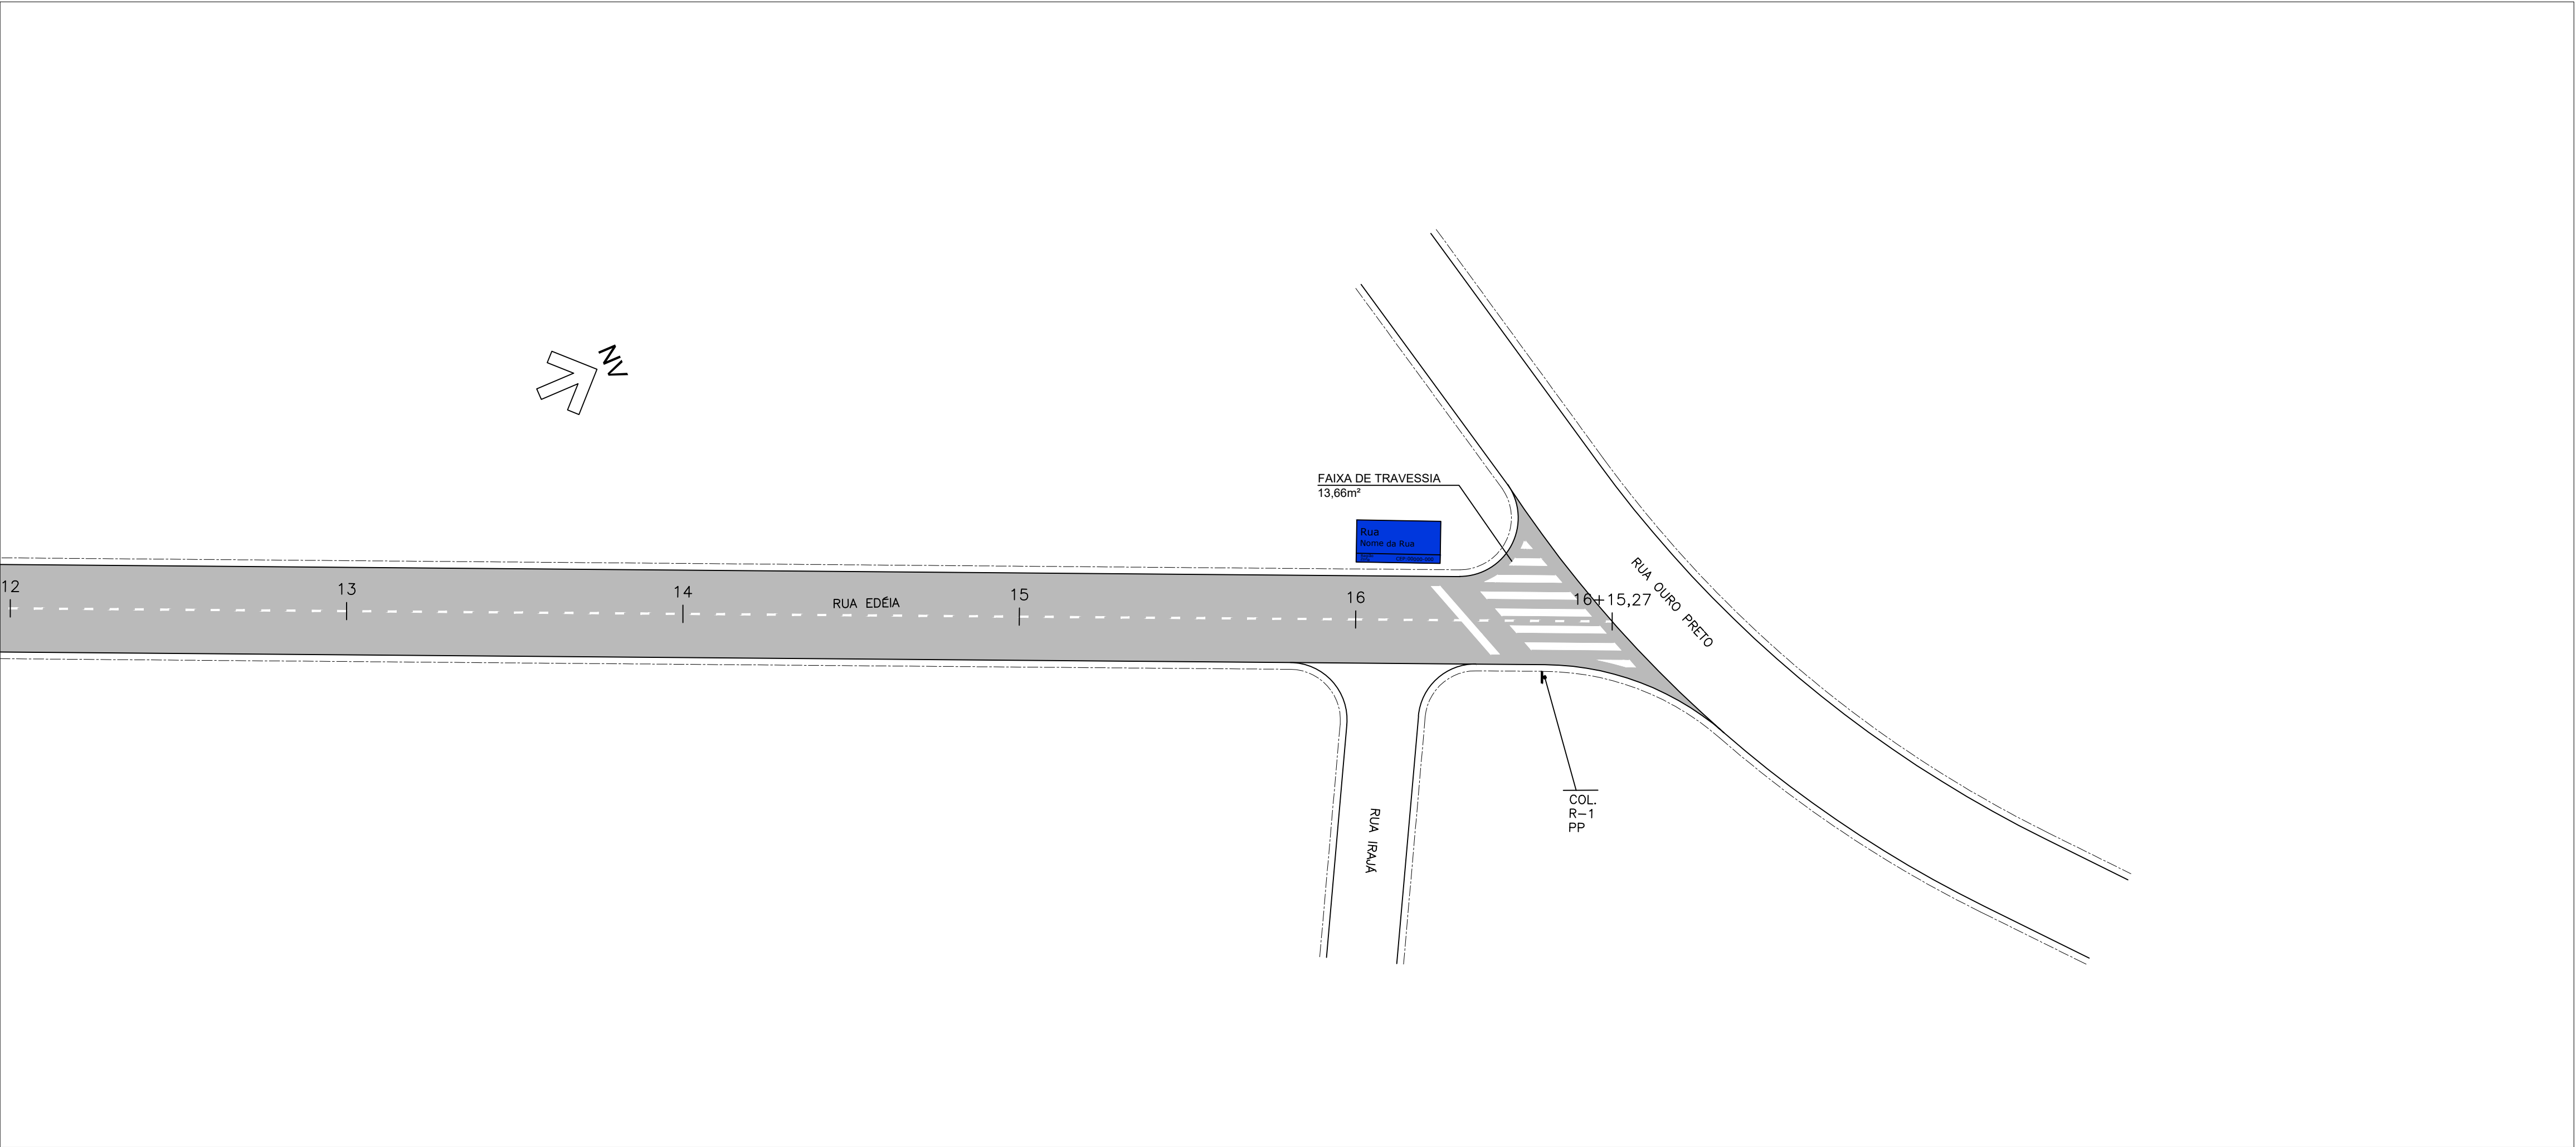 NV
FAIXA DE TRAVESSIA
13,66m²
Rua
Nome da Rua
12
13
14
RUA EDÉIA
15
16
16+15,27
RUA OURO PRETO
COL.
R-1
PP
RUA IRAJÁ